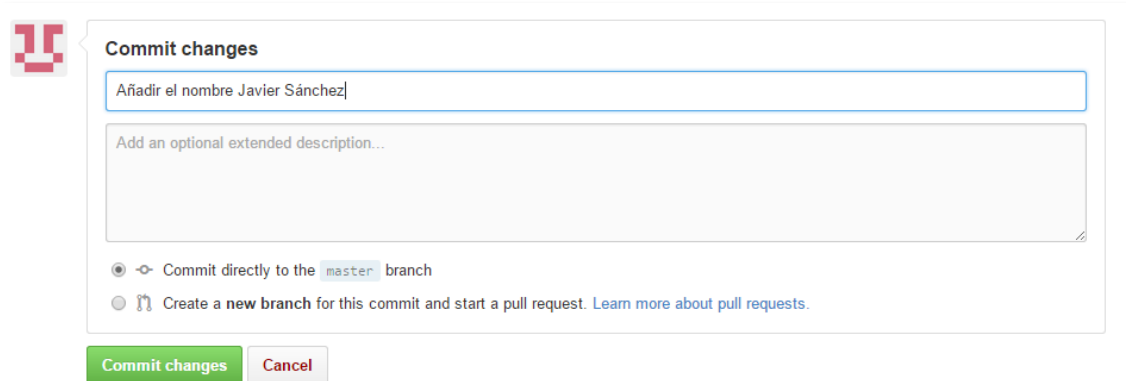 Commit changes
Añadir el nombre Javier Sánchez
Add an optional extended description...
Commit directly to the master branch
Create a new branch for this commit and start a pull request. Learn more about pull requests.
Commit changes Cancel